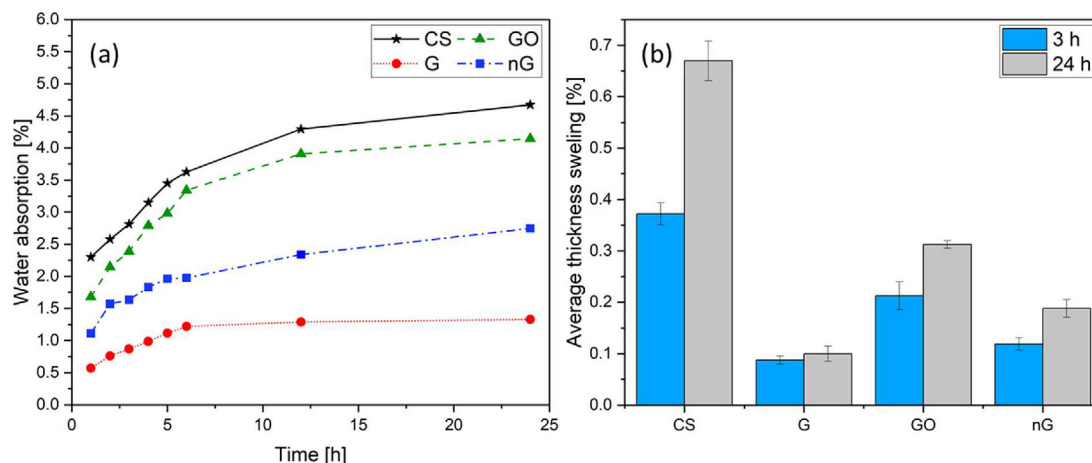 (a)
CS
GO
G
nG
Water absorption [%]
6.0
5.5
5.0
4.5
4.0
3.5
3.0
2.5
2.0
1.5
1.0
0.5
0.0
0
5
10
15
20
25
Time [h]
(b)
3 h
24 h
Average thickness sweling [%]
0.7
0.6
0.5
0.4
0.3
0.2
0.1
0.0
CS
G
GO
nG